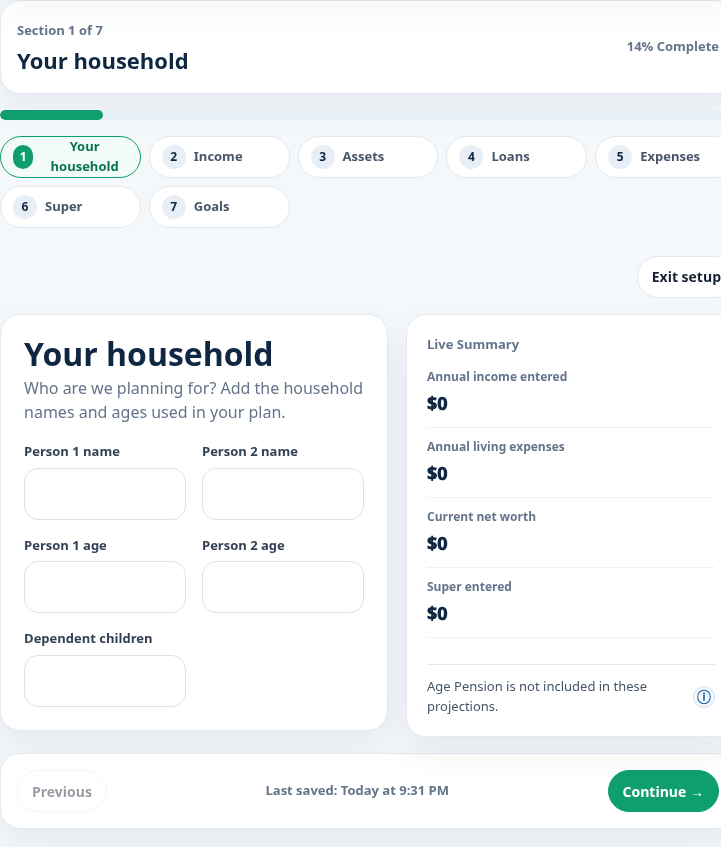 Section 1 of 7
Your household
14% Complete
1 Your household
2 Income
3 Assets
4 Loans
5 Expenses
6 Super
7 Goals
Exit setup
Your household
Who are we planning for? Add the household
names and ages used in your plan.
Person 1 name
Person 2 name
Person 1 age
Person 2 age
Dependent children
Live Summary
Annual income entered
$0
Annual living expenses
$0
Current net worth
$0
Super entered
$0
Age Pension is not included in these
projections.
Previous
Last saved: Today at 9:31 PM
Continue →